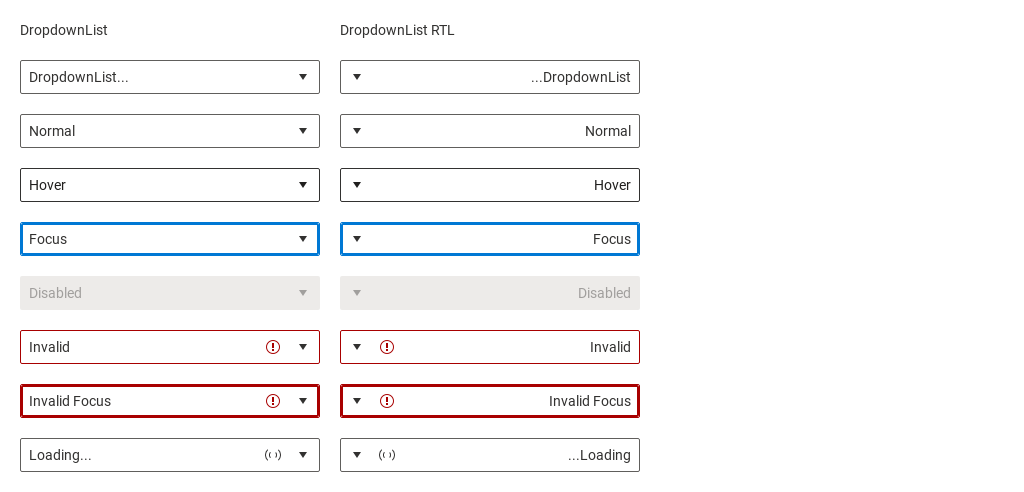 DropdownList DropdownList RTL
DropdownList... ...DropdownList
Normal Normal
Hover Hover
Focus Focus
Disabled Disabled
Invalid Invalid
Invalid Focus Invalid Focus
Loading... ...Loading